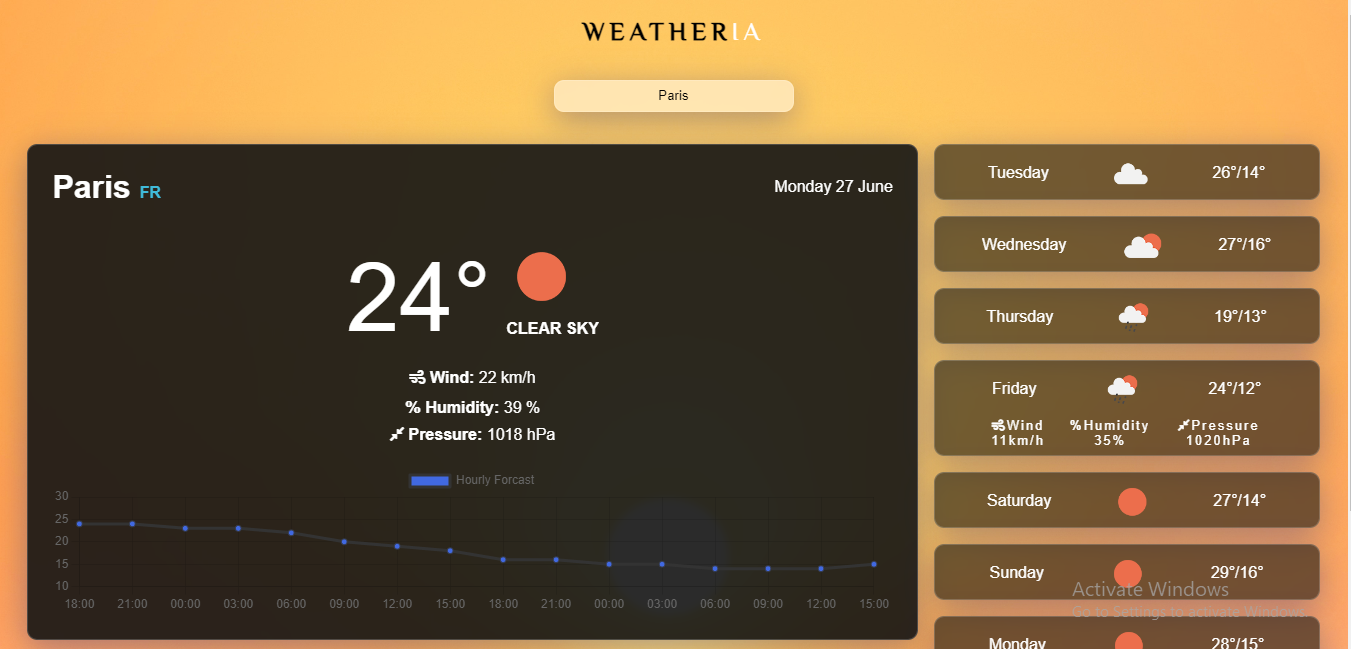 WEATHERIA
Paris
Paris FR
Monday 27 June
24°
CLEAR SKY
Wind: 22 km/h
% Humidity: 39 %
Pressure: 1018 hPa
Hourly Forcast
30
25
20
15
10
18:00 21:00 00:00 03:00 06:00 09:00 12:00 15:00 18:00 21:00 00:00 03:00 06:00 09:00 12:00 15:00
Tuesday 26°/14°
Wednesday 27°/16°
Thursday 19°/13°
Friday 24°/12°
Wind %Humidity Pressure
11km/h 35% 1020hPa
Saturday 27°/14°
Sunday 29°/16°
Activate Windows
Go to Settings to activate Windows.
Monday 28°/15°